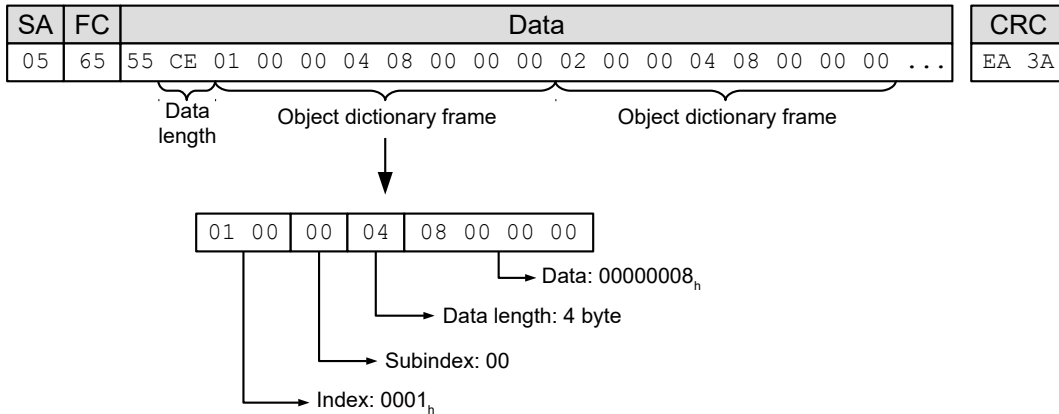 SA FC Data CRC
05 65 55 CE 01 00 00 04 08 00 00 00 02 00 00 04 08 00 00 00 ... EA 3A
Data length
Object dictionary frame
Object dictionary frame
01 00 00 04 08 00 00 00
Data: 00000008h
Data length: 4 byte
Subindex: 00
Index: 0001h